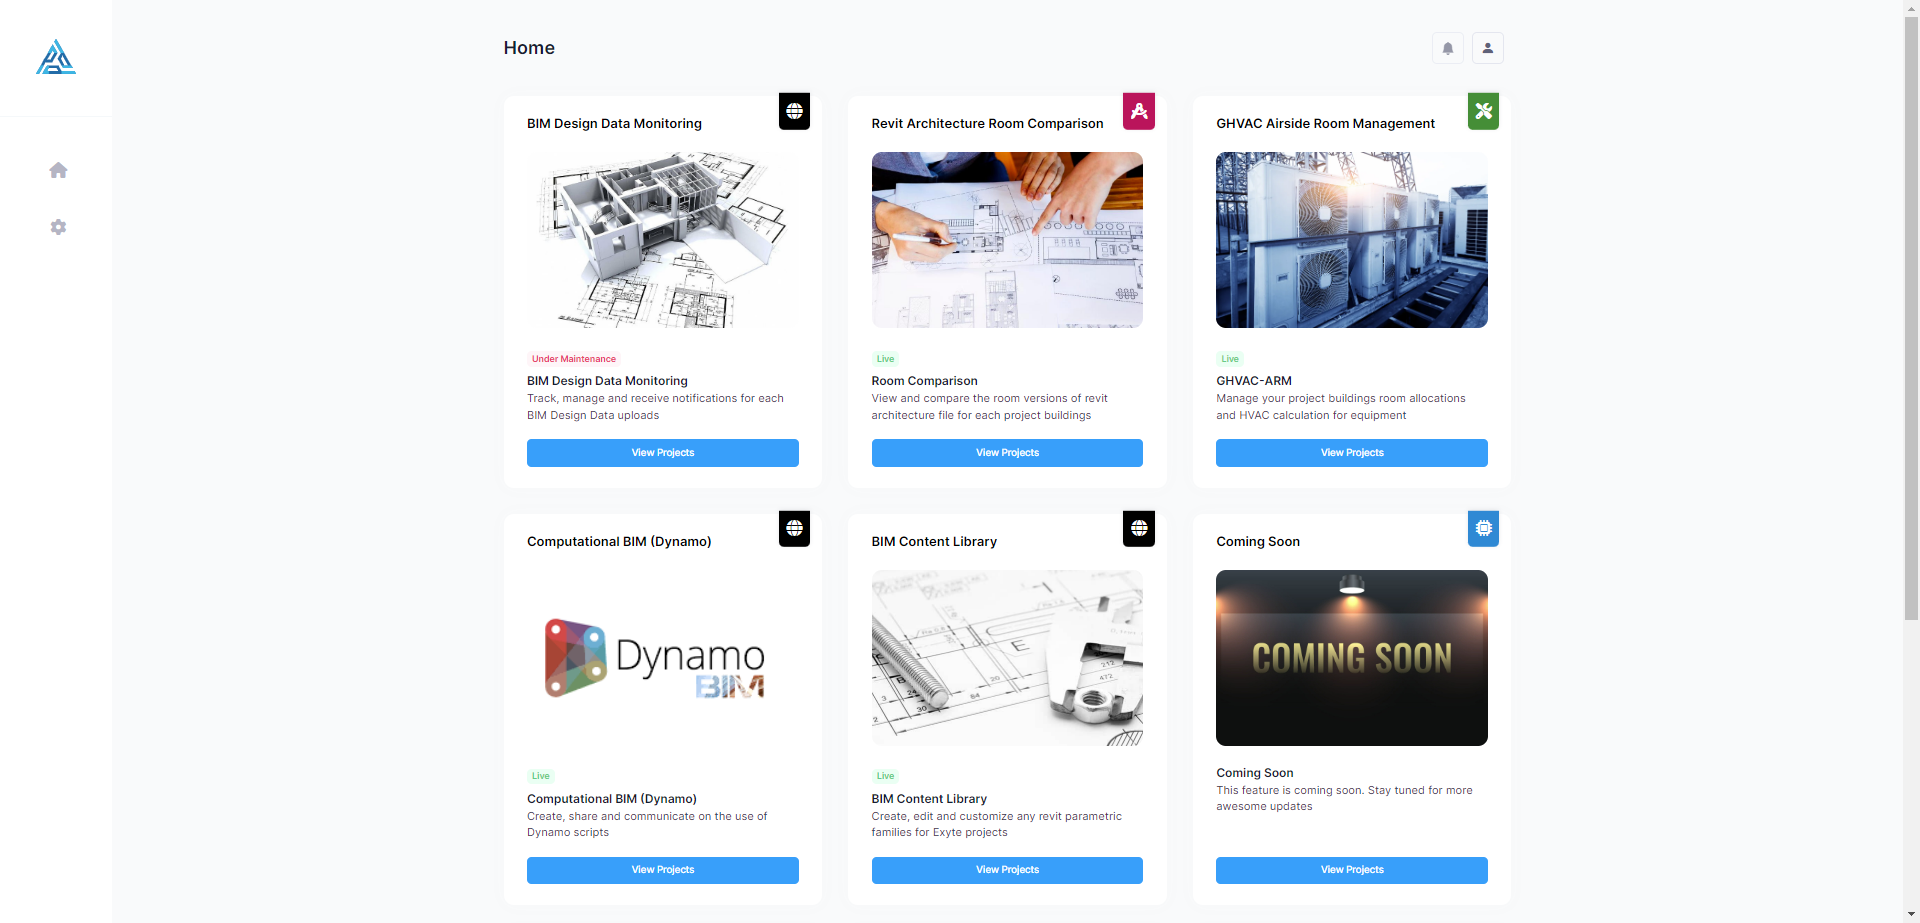 Home
BIM Design Data Monitoring
Revit Architecture Room Comparison
GHVAC Airside Room Management
Under Maintenance
BIM Design Data Monitoring
Track, manage and receive notifications for each
BIM Design Data uploads
View Projects
Live
Room Comparison
View and compare the room versions of revit
architecture file for each project buildings
View Projects
Live
GHVAC-ARM
Manage your project buildings room allocations
and HVAC calculation for equipment
View Projects
Computational BIM (Dynamo)
BIM Content Library
Coming Soon
Dynamo
BIM
E
COMING SOON
Live
Computational BIM (Dynamo)
Create, share and communicate on the use of
Dynamo scripts
View Projects
Live
BIM Content Library
Create, edit and customize any revit parametric
families for Exyte projects
View Projects
Coming Soon
This feature is coming soon. Stay tuned for more
awesome updates
View Projects